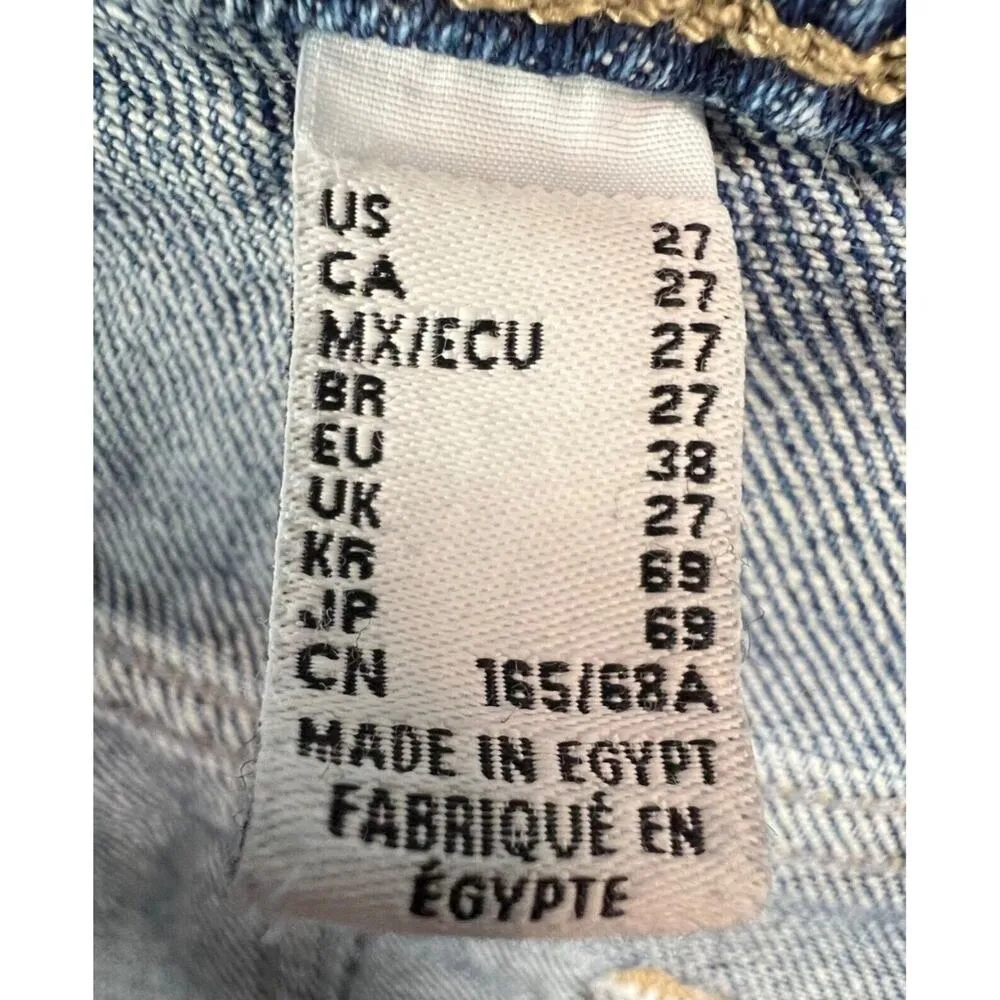 US 27
CA 27
MX/ECU 27
BR 27
EU 38
UK 27
KR 69
JP 69
CN 165/68A
MADE IN EGYPT
FABRIQUÉ EN
ÉGYPTE